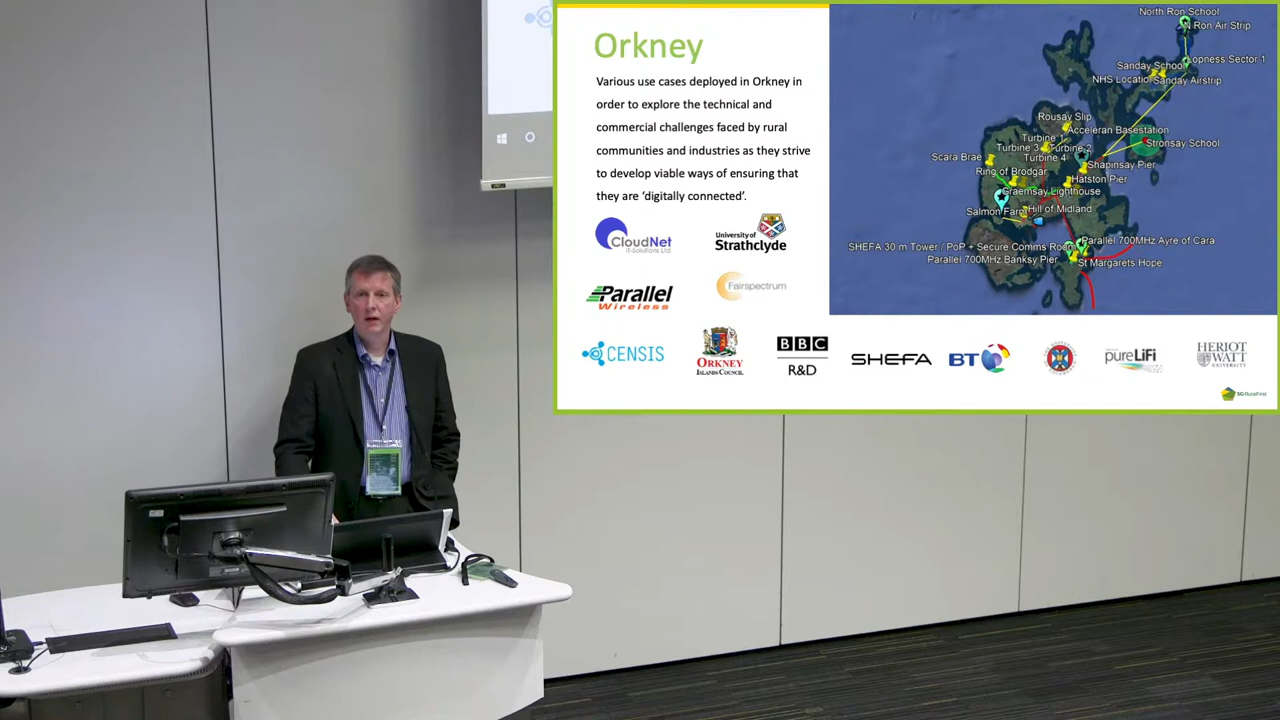 Orkney
Various use cases deployed in Orkney in
order to explore the technical and
commercial challenges faced by rural
communities and industries as they strive
to develop viable ways of ensuring that
they are ‘digitally connected’.
CloudNet
IT-Solutions Ltd
University of
Strathclyde
Parallel
Wireless
Fairspectrum
CENSIS
ORKNEY
ISLANDS COUNCIL
BBC
R&D
SHEFA
BT
pureLiFi
HERIOT
WATT
UNIVERSITY
5G RuralFirst
North Ron School
N Ron Air Strip
Lopness Sector 1
Sanday School
NHS Locatio
Sanday Airstrip
Rousay Slip
Acceleran Basestation
Turbine 1
Stronsay School
Turbine 3
Turbine 2
Turbine 4
Scara Brae
Shapinsay Pier
Ring of Brodgar
Hatston Pier
Graemsay Lighthouse
Salmon Farm
Hill of Midland
Parallel 700MHz Ayre of Cara
SHEFA 30 m Tower / PoP + Secure Comms Room
Parallel 700MHz Banksy Pier
St Margarets Hope